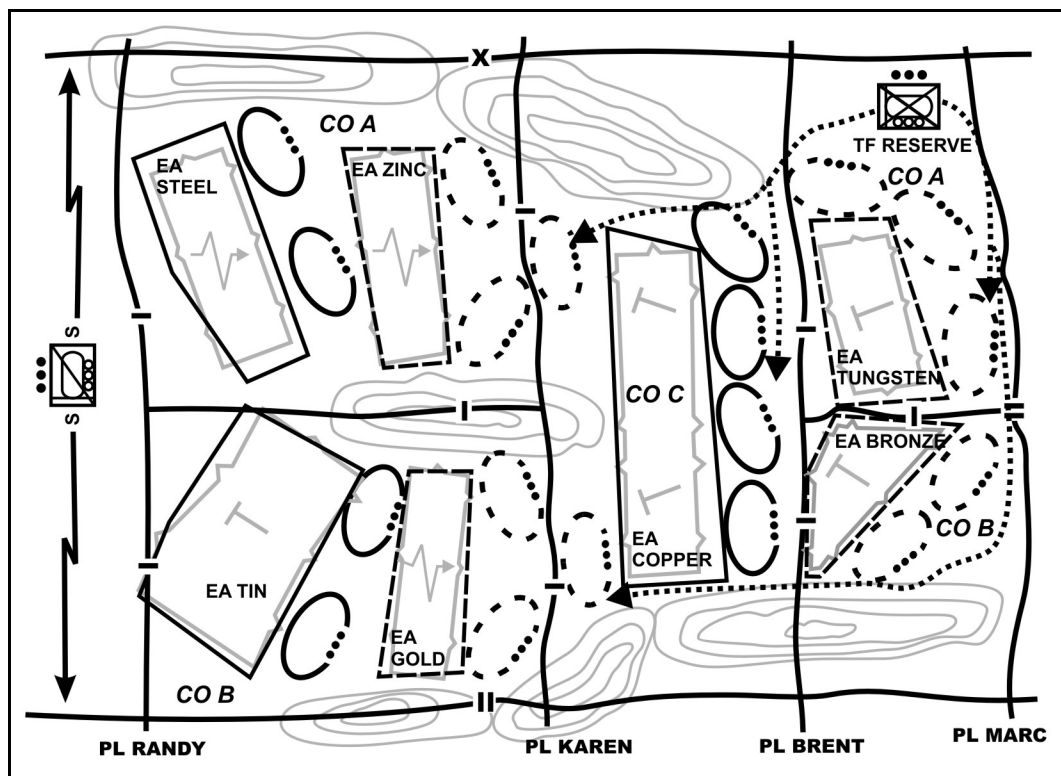 X
CO A
TF RESERVE
EA
STEEL
EA ZINC
CO A
S
S
EA
TUNGSTEN
CO C
EA BRONZE
EA TIN
EA
COPPER
CO B
EA
GOLD
CO B
PL RANDY
PL KAREN
PL BRENT
PL MARC